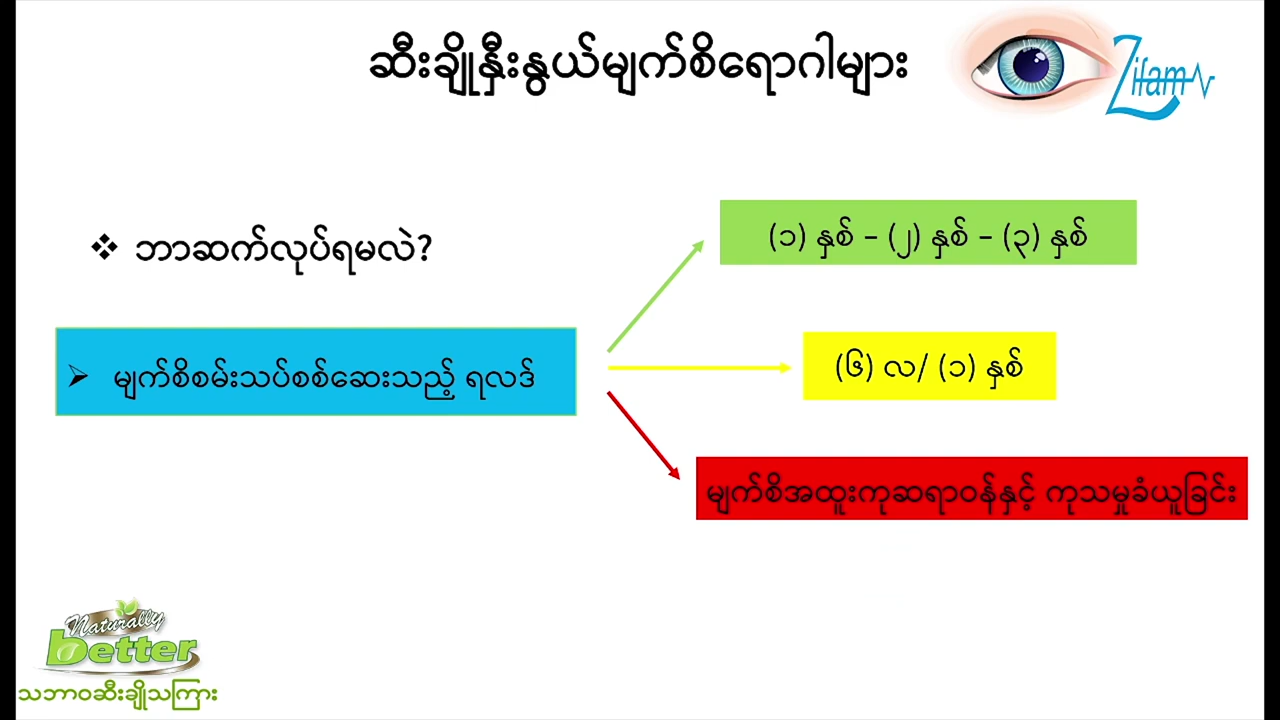 ဆီးချိုနှီးနွယ်မျက်စိရောဂါများ
Zifam
❖ ဘာဆက်လုပ်ရမလဲ?
(၁) နှစ် – (၂) နှစ် – (၃) နှစ်
➢ မျက်စိစမ်းသပ်စစ်ဆေးသည့် ရလဒ်
(၆) လ/ (၁) နှစ်
မျက်စိအထူးကုဆရာဝန်နှင့် ကုသမှုခံယူခြင်း
Naturally
better
သဘာဝဆီးချိုသကြား